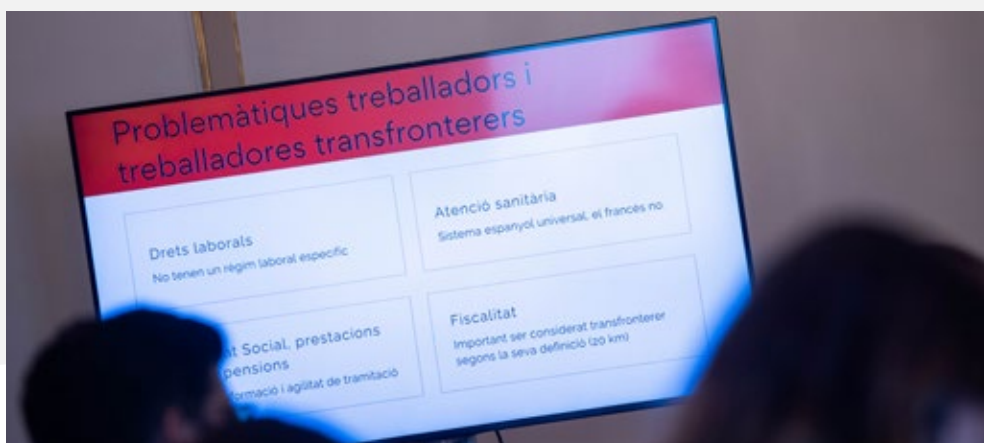 Problemàtiques treballadors i
treballadores transfronterers
Drets laborals
No tenen un règim laboral específic
Atenció sanitària
Sistema espanyol universal, el francès no
t Social, prestacions
pensions
formació i agilitat de tramitació
Fiscalitat
Important ser considerat transfronterer
segons la seva definició (20 km)